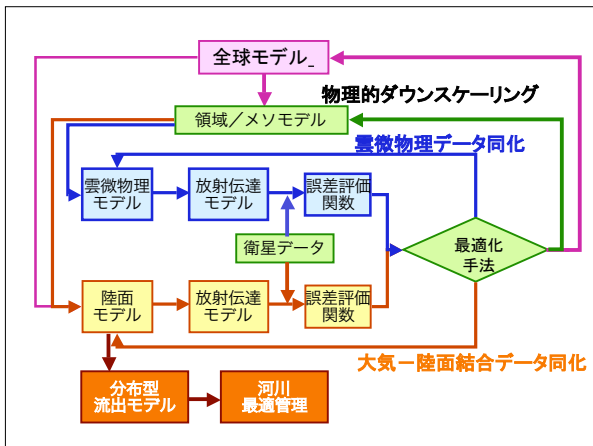 全球モデル_
物理的ダウンスケーリング
領域／メソモデル
雲微物理データ同化
雲微物理
モデル
放射伝達
モデル
誤差評価
関数
衛星データ
最適化
手法
陸面
モデル
放射伝達
モデル
誤差評価
関数
大気－陸面結合データ同化
分布型
流出モデル
河川
最適管理